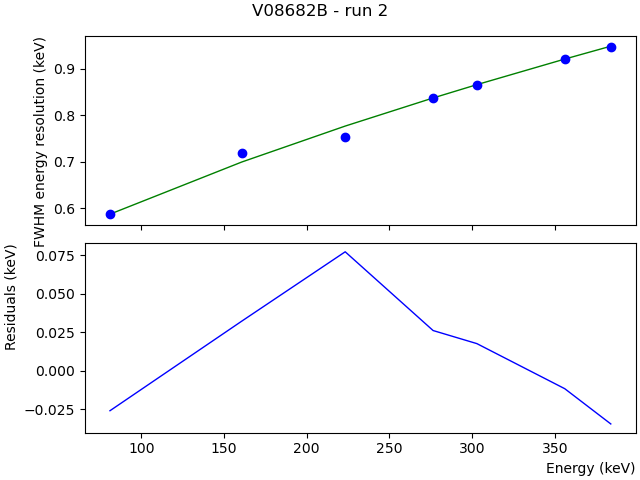 V08682B - run 2
FWHM energy resolution (keV)
0.9
0.8
0.7
0.6
Residuals (keV)
0.075
0.050
0.025
0.000
−0.025
100 150 200 250 300 350
Energy (keV)